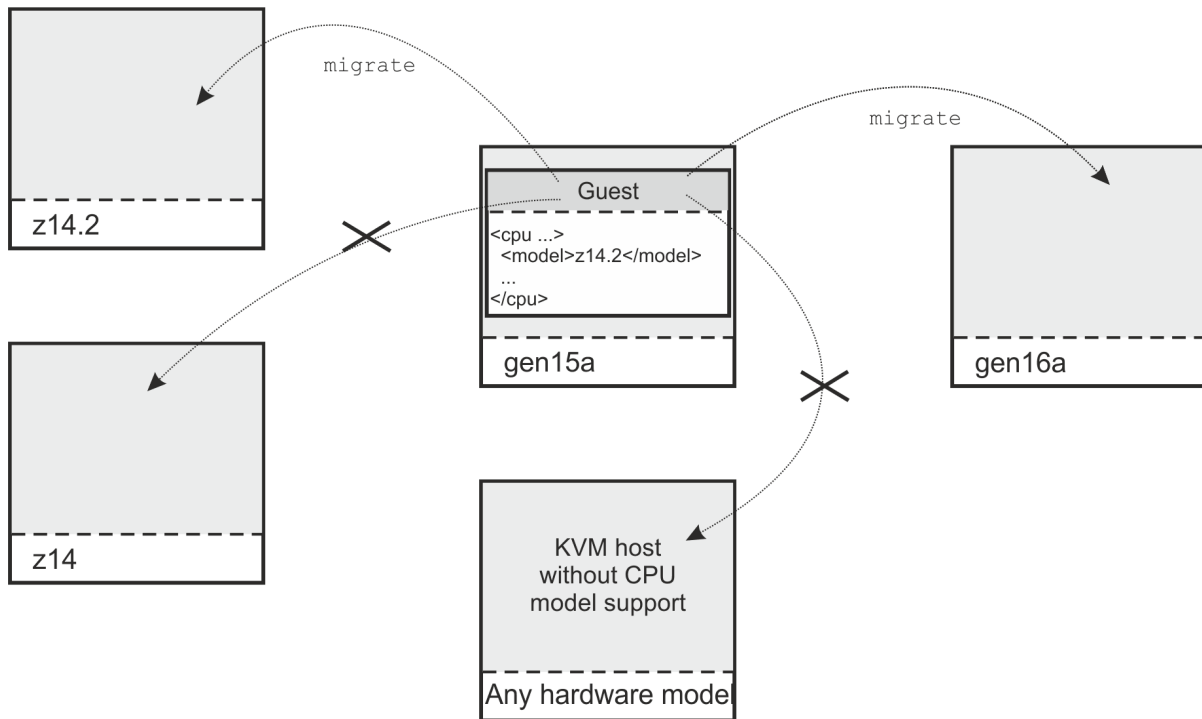 migrate
migrate
z14.2
Guest
<cpu ...>
<model>z14.2</model>
...
</cpu>
gen15a
gen16a
z14
KVM host
without CPU
model support
Any hardware model